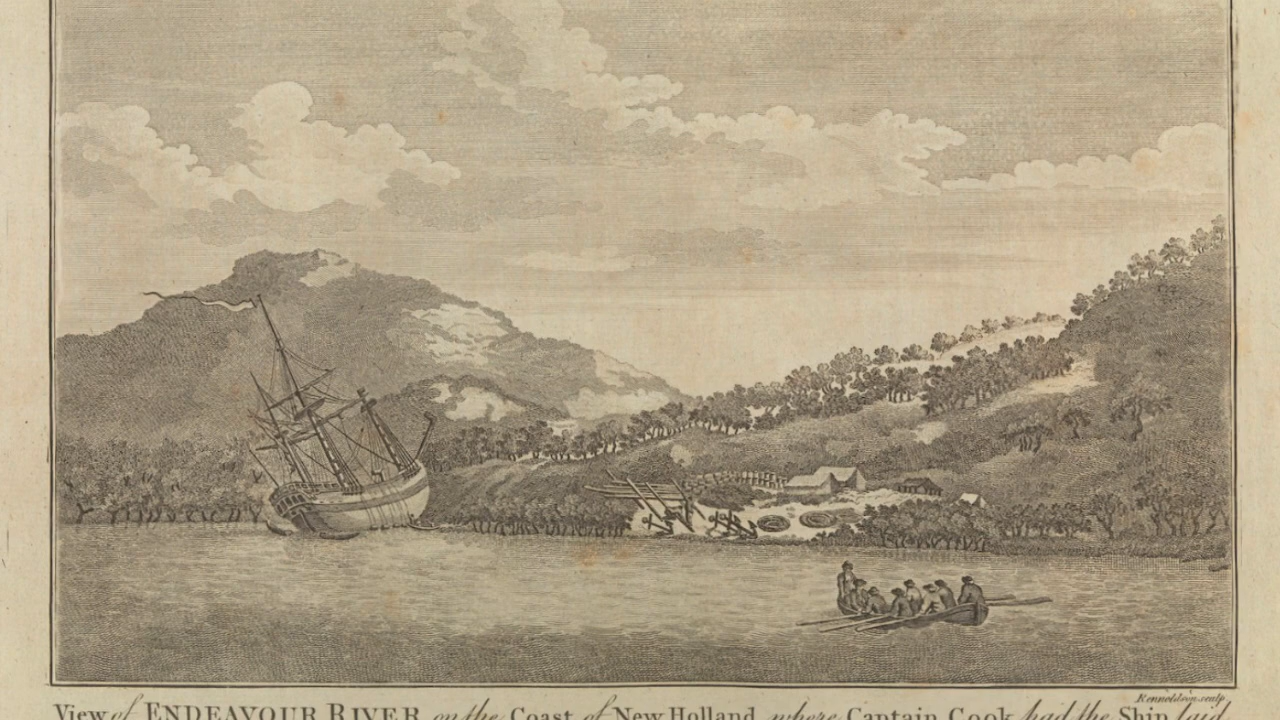 Rennoldson sculp.
View of ENDEAVOUR RIVER, on the Coast of New Holland, where Captain Cook had the Ship